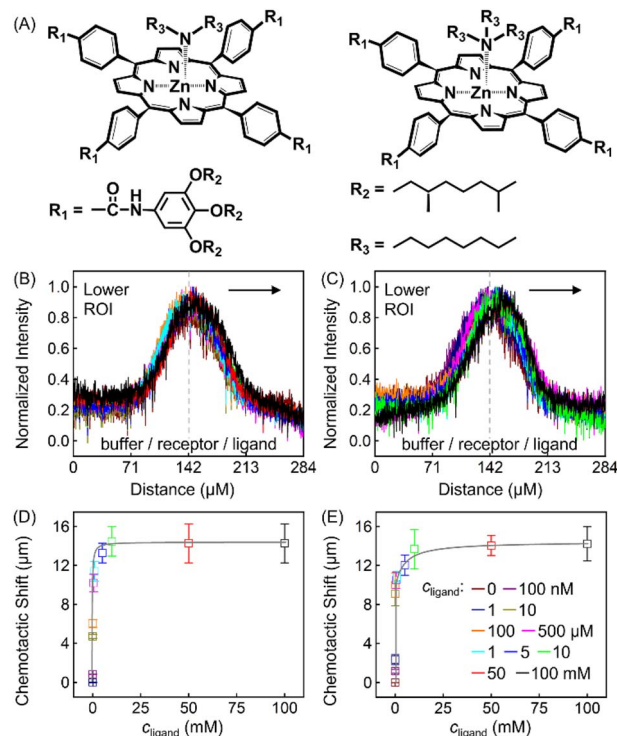 (A)
R₃ R₃ R₃
R₁ R₃ N R₃ R₁ R₁ R₃ N R₃ R₁
N N N N
N Zn N N Zn N
N N N N
R₁ R₁ R₁ R₁
R₁ = C O N H OR₂ OR₂ OR₂
R₂ =
R₃ =
(B) Lower ROI
Normalized Intensity
1.0
0.8
0.6
0.4
0.2
0.0
buffer / receptor / ligand
0 71 142 213 284
Distance (µM)
(C) Lower ROI
Normalized Intensity
1.0
0.8
0.6
0.4
0.2
0.0
buffer / receptor / ligand
0 71 142 213 284
Distance (µM)
(D)
Chemotactic Shift (µm)
16
12
8
4
0
0 25 50 75 100
c_ligand (mM)
(E)
Chemotactic Shift (µm)
16
12
8
4
0
c_ligand: 0 100 nM
1 10
100 500 µM
1 5 10
50 100 mM
0 25 50 75 100
c_ligand (mM)